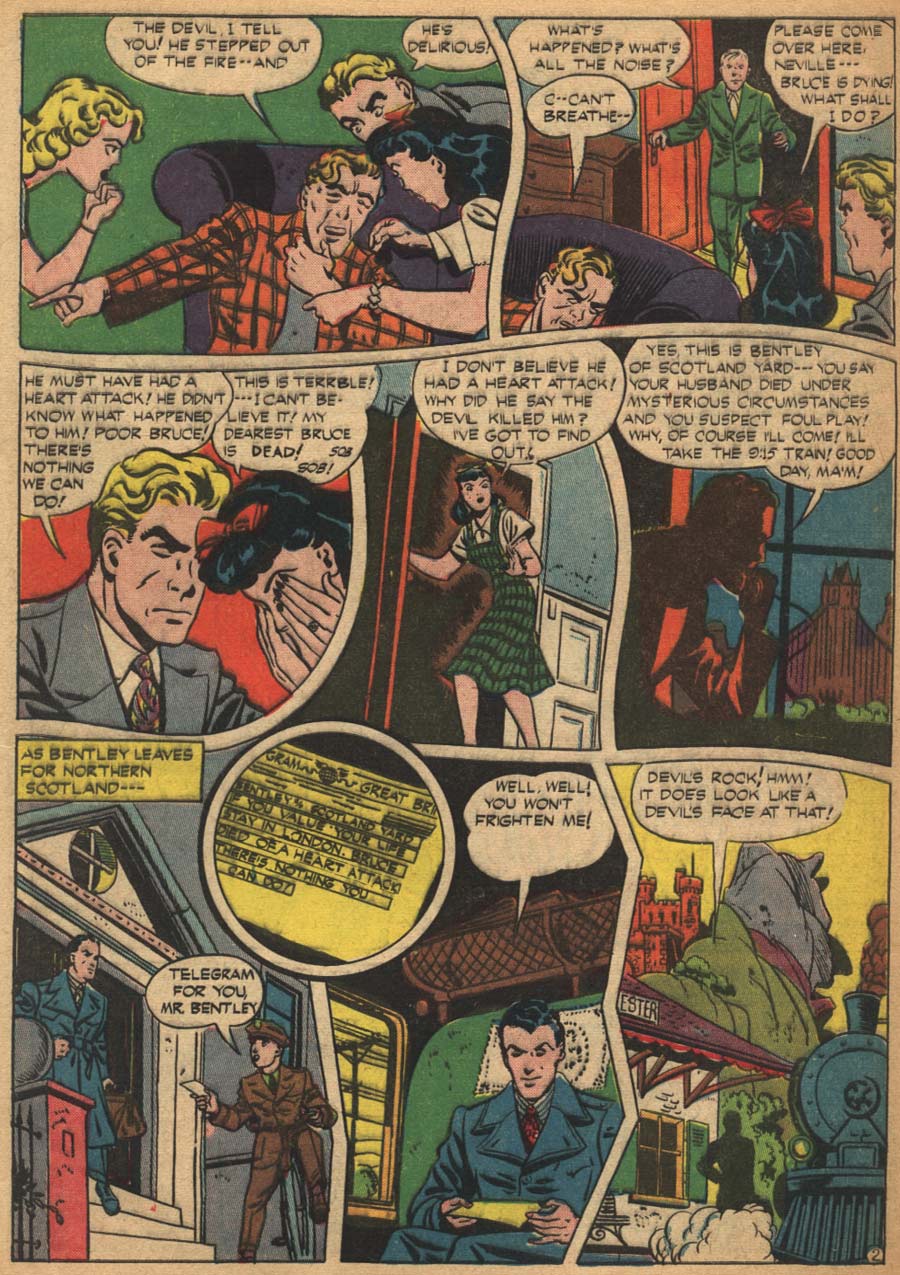 THE DEVIL, I TELL
YOU! HE STEPPED OUT
OF THE FIRE--AND
HE'S
DELIRIOUS!
WHAT'S
HAPPENED? WHAT'S
ALL THE NOISE?
C--CAN'T
BREATHE--
PLEASE COME
OVER HERE,
NEVILLE---
BRUCE IS DYING!
WHAT SHALL
I DO?
HE MUST HAVE HAD A
HEART ATTACK! HE DIDN'T
KNOW WHAT HAPPENED
TO HIM! POOR BRUCE!
THERE'S
NOTHING
WE CAN
DO!
THIS IS TERRBLE!
---I CAN'T BE-
LIEVE IT! MY
DEAREST BRUCE
IS DEAD! SOB
SOB!
I DON'T BELIEVE HE
HAD A HEART ATTACK!
WHY DID HE SAY THE
DEVIL KILLED HIM?
I'VE GOT TO FIND
OUT!
YES, THIS IS BENTLEY
OF SCOTLAND YARD---YOU SAY
YOUR HUSBAND DIED UNDER
MYSTERIOUS CIRCUMSTANCES
AND YOU SUSPECT FOUL PLAY!
WHY, OF COURSE I'LL COME! I'LL
TAKE THE 9:15 TRAIN! GOOD
DAY, MA'M!
AS BENTLEY LEAVES
FOR NORTHERN
SCOTLAND---
TELEGRAM
FOR YOU,
MR. BENTLEY
GRAM GREAT BRI
BENTLEY'S SCOTLAND YARD
IF YOU VALUE YOUR LIFE
STAY IN LONDON. BRUCE
DIED OF A HEART ATTACK
THERE'S NOTHING YOU
CAN DO!
WELL, WELL!
YOU WON'T
FRIGHTEN ME!
DEVIL'S ROCK! HMM!
IT DOES LOOK LIKE A
DEVIL'S FACE AT THAT!
ESTER
2